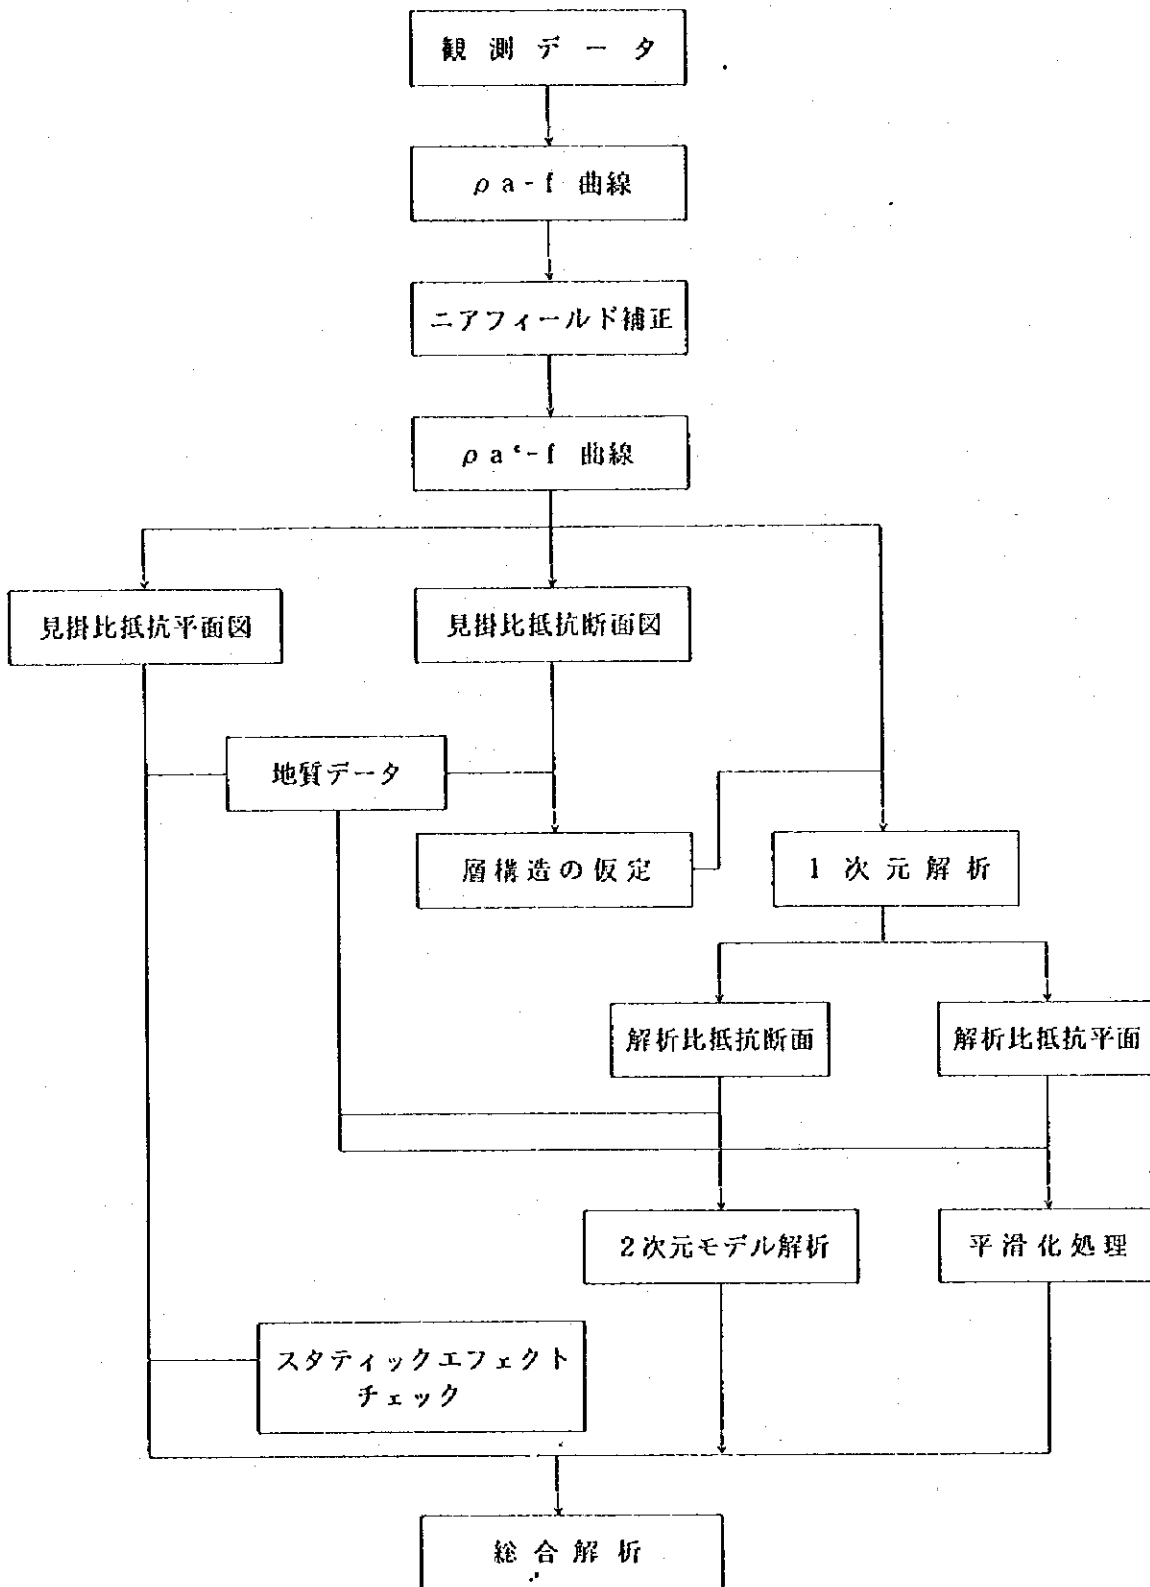 観測データ
ρa-f 曲線
ニアフィールド補正
ρaᶜ-f 曲線
見掛比抵抗平面図
見掛比抵抗断面図
地質データ
層構造の仮定
1次元解析
解析比抵抗断面
解析比抵抗平面
2次元モデル解析
平滑化処理
スタティックエフェクト
チェック
総合解析